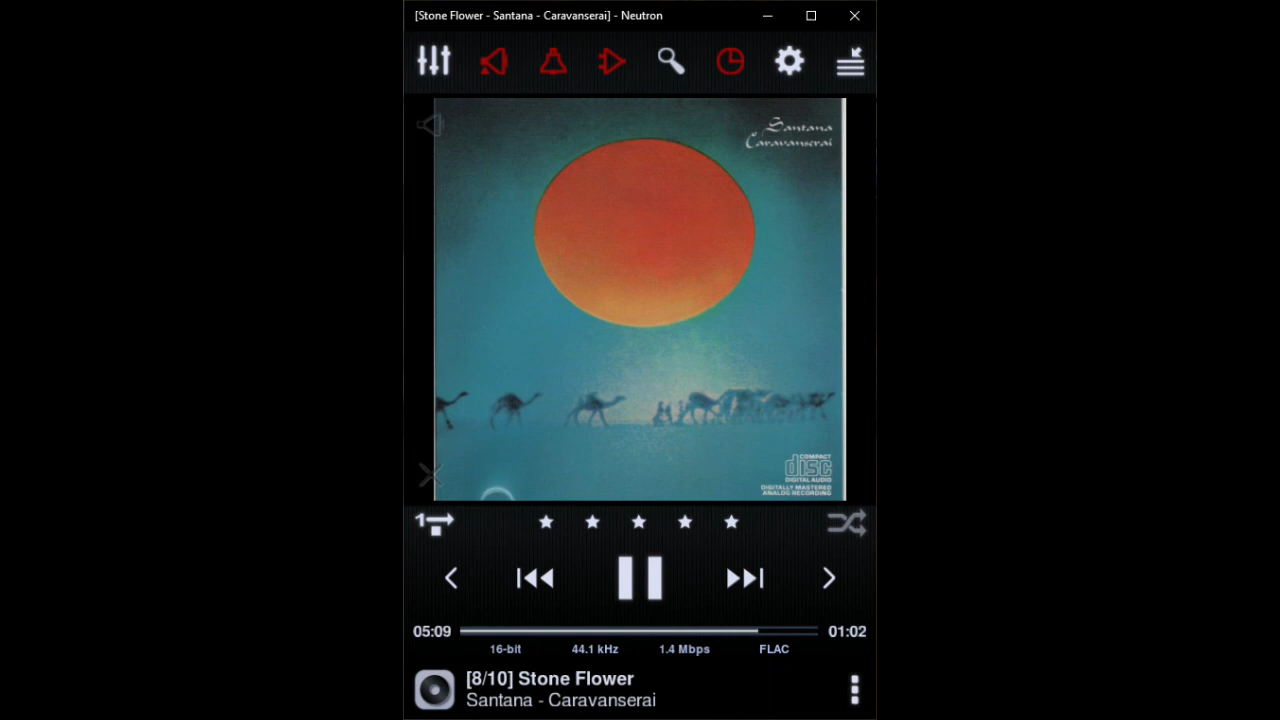 [Stone Flower - Santana - Caravanserai] - Neutron
Santana
Caravanserai
COMPACT
disc
DIGITAL AUDIO
DIGITALLY MASTERED
ANALOG RECORDING
1
05:09
01:02
16-bit 44.1 kHz 1.4 Mbps FLAC
[8/10] Stone Flower
Santana - Caravanserai